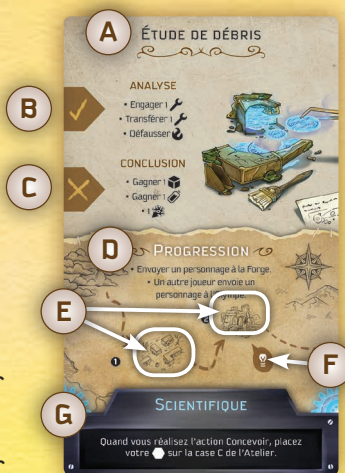 A
ÉTUDE DE DÉBRIS
B
ANALYSE
• Engager 1
• Transférer 1
• Défausser
C
CONCLUSION
• Gagner 1
• Gagner 1
• 1
D
PROGRESSION
• Envoyer un personnage à la Forge.
• Un autre joueur envoie un
personnage à l'Olympe.
E
1
F
G
SCIENTIFIQUE
Quand vous réalisez l'action Concevoir, placez
votre sur la case C de l'Atelier.